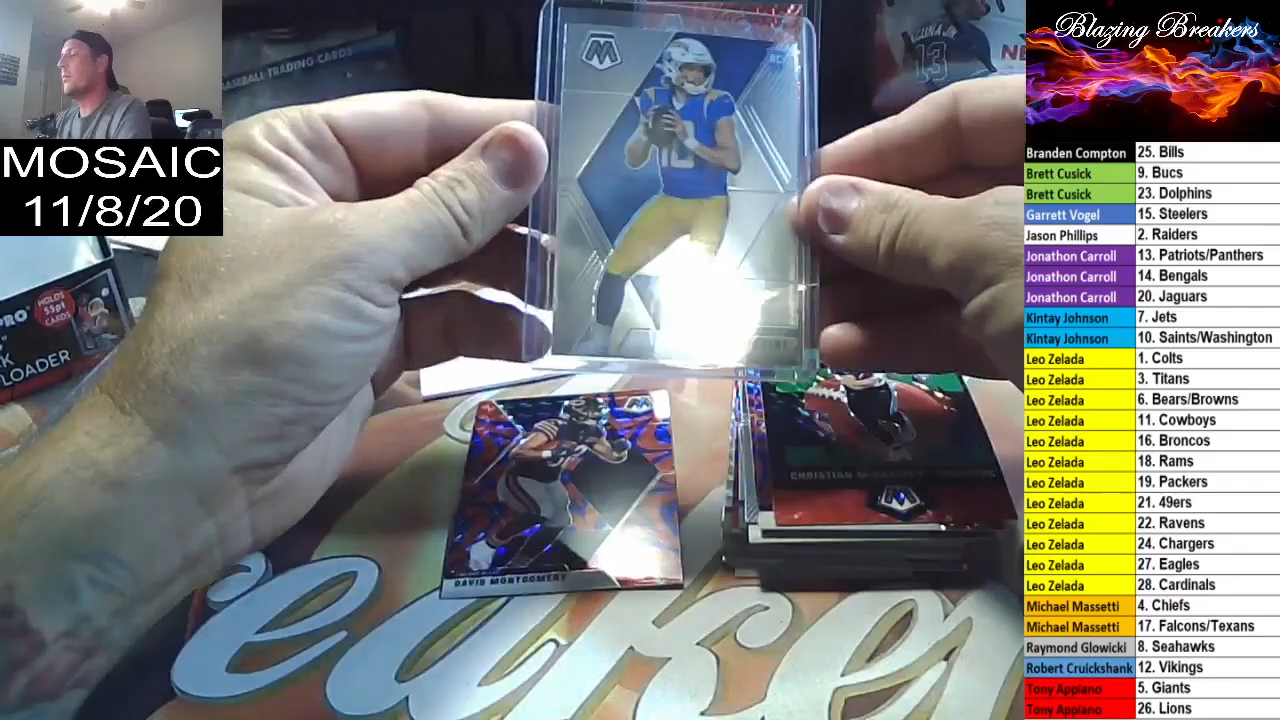 Blazing Breakers
MOSAIC
11/8/20
BASEBALL TRADING CARDS
13
HOLDS
55pt
CARDS
LOADER
10
DAVID MONTGOMERY
CHRISTIAN
Branden Compton 25. Bills
Brett Cusick 9. Bucs
Brett Cusick 23. Dolphins
Garrett Vogel 15. Steelers
Jason Phillips 2. Raiders
Jonathon Carroll 13. Patriots/Panthers
Jonathon Carroll 14. Bengals
Jonathon Carroll 20. Jaguars
Kintay Johnson 7. Jets
Kintay Johnson 10. Saints/Washington
Leo Zelada 1. Colts
Leo Zelada 3. Titans
Leo Zelada 6. Bears/Browns
Leo Zelada 11. Cowboys
Leo Zelada 16. Broncos
Leo Zelada 18. Rams
Leo Zelada 19. Packers
Leo Zelada 21. 49ers
Leo Zelada 22. Ravens
Leo Zelada 24. Chargers
Leo Zelada 27. Eagles
Leo Zelada 28. Cardinals
Michael Massetti 4. Chiefs
Michael Massetti 17. Falcons/Texans
Raymond Glowicki 8. Seahawks
Robert Cruickshank 12. Vikings
Tony Appiano 5. Giants
Tony Appiano 26. Lions